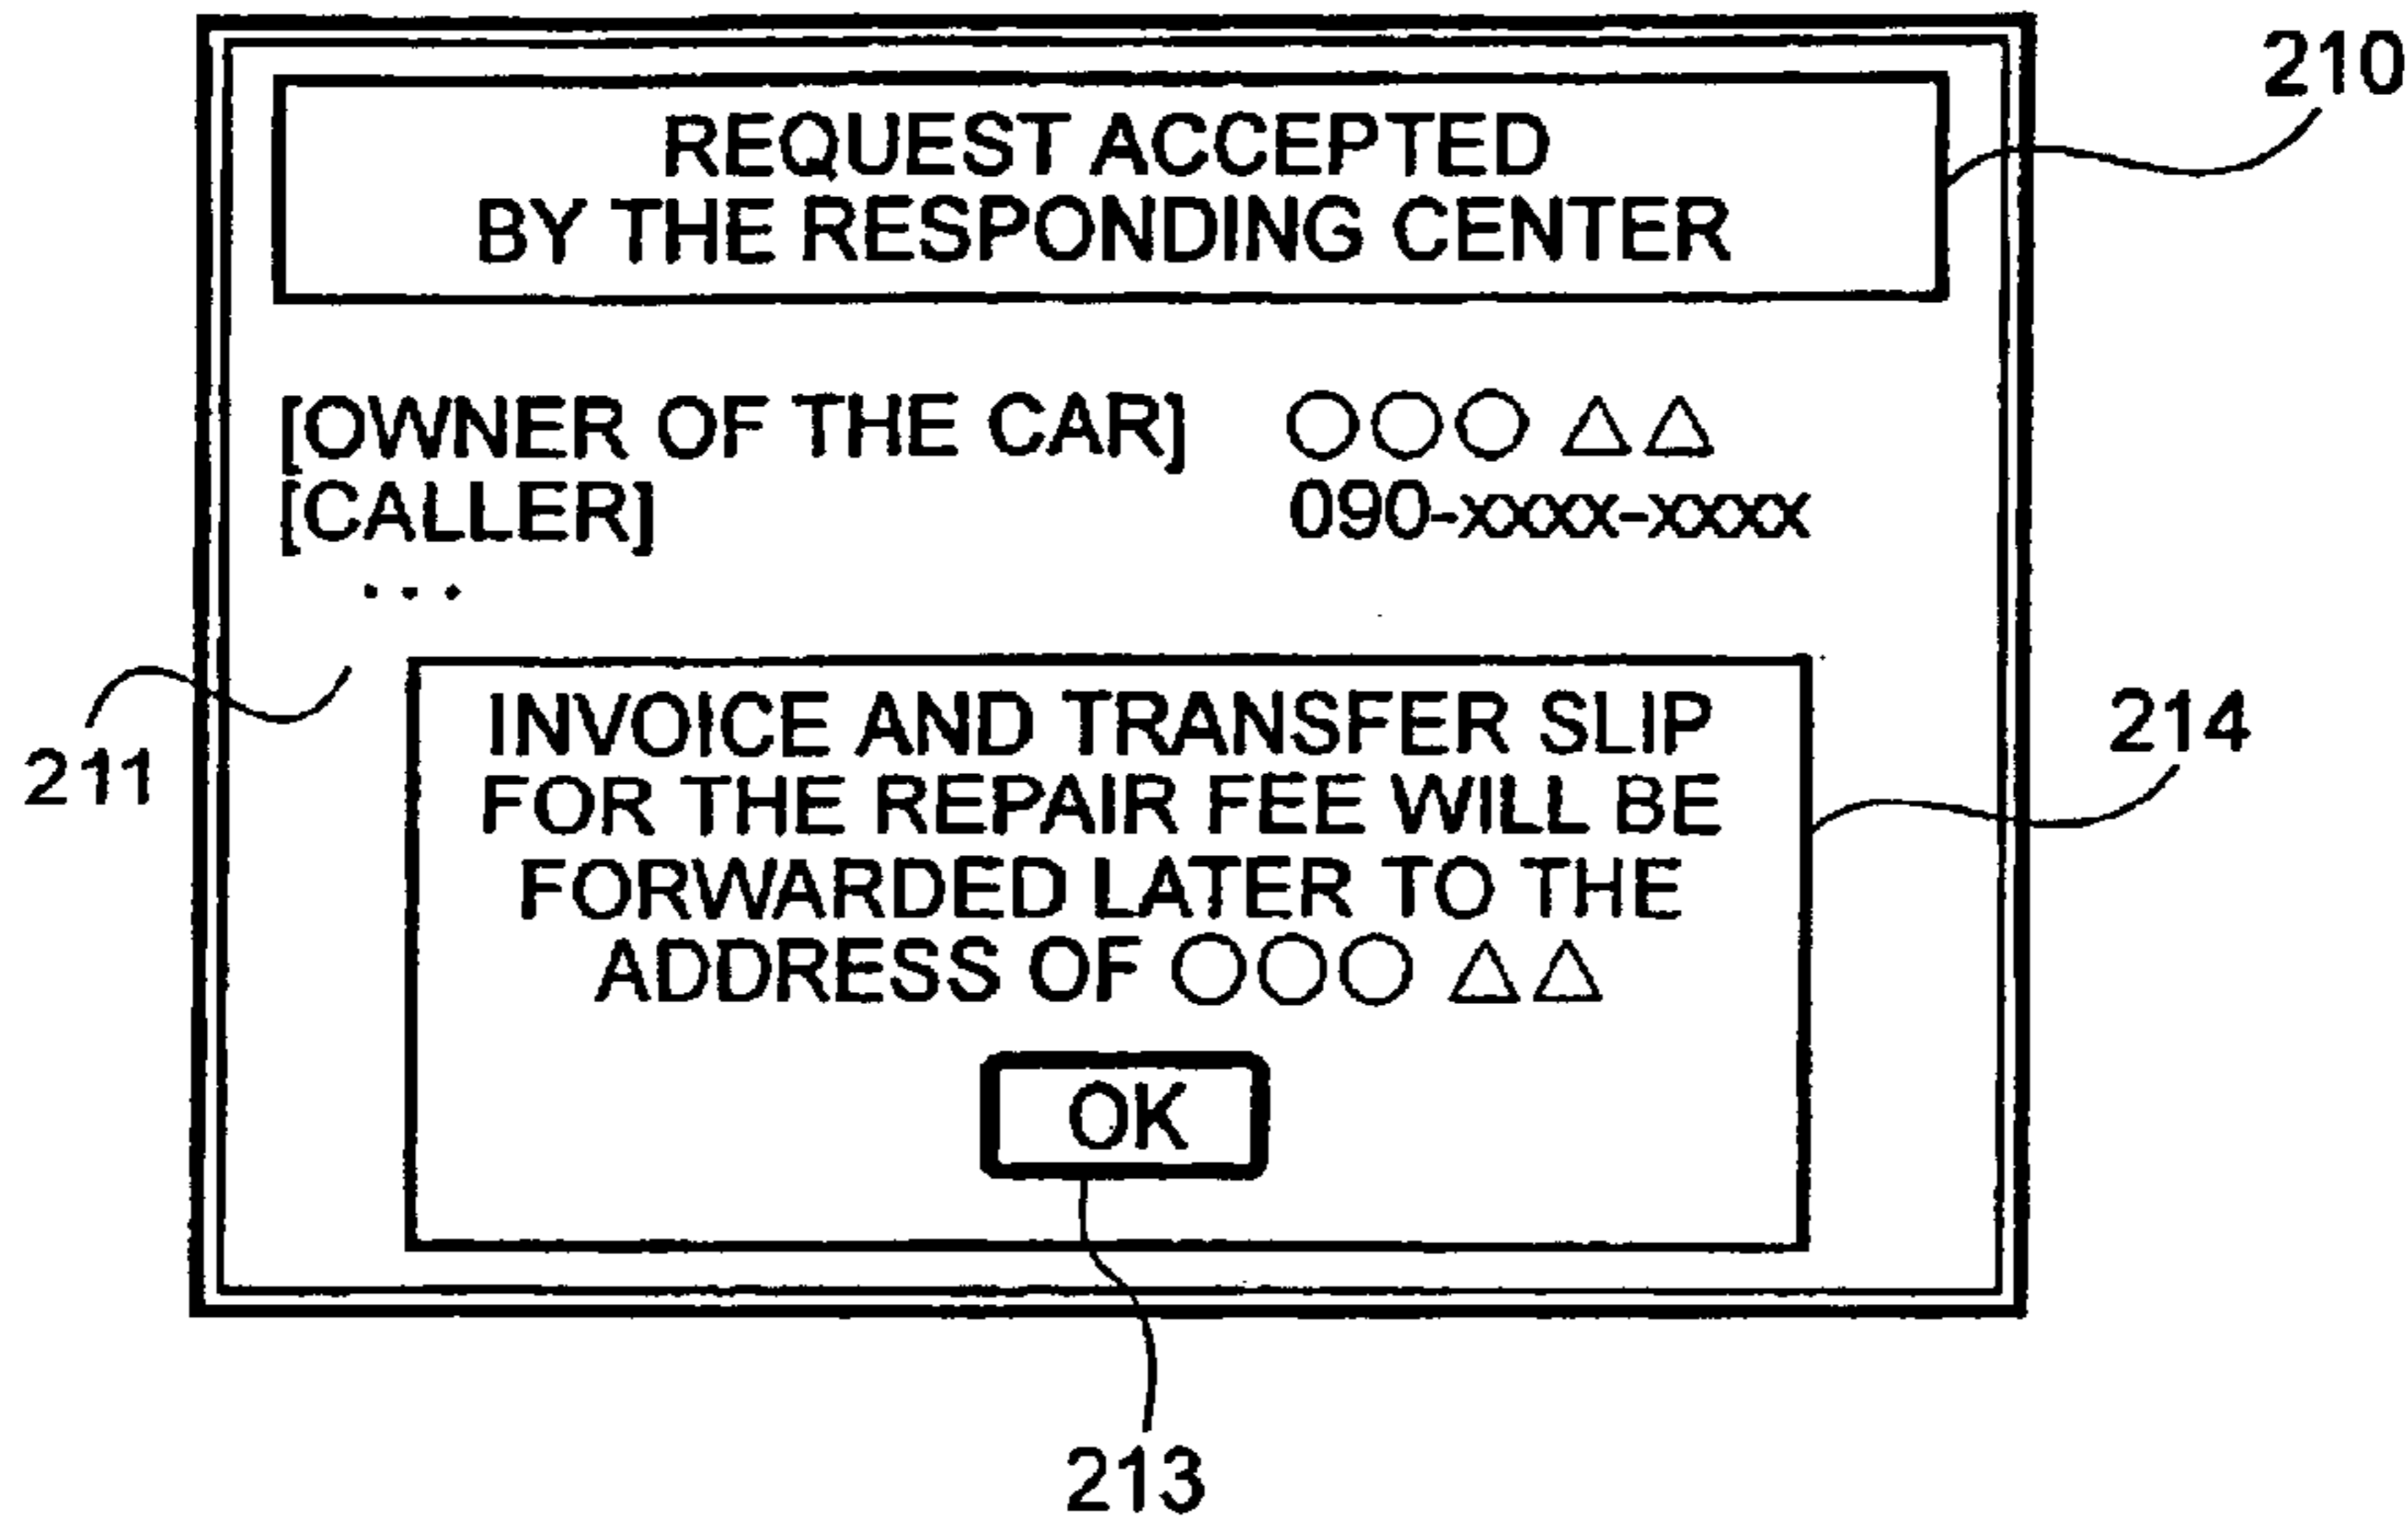 210
REQUEST ACCEPTED
BY THE RESPONDING CENTER
[OWNER OF THE CAR] ○○○ △△
[CALLER] 090-xxxx-xxxx
...
211
INVOICE AND TRANSFER SLIP
FOR THE REPAIR FEE WILL BE
FORWARDED LATER TO THE
ADDRESS OF ○○○ △△
214
OK
213